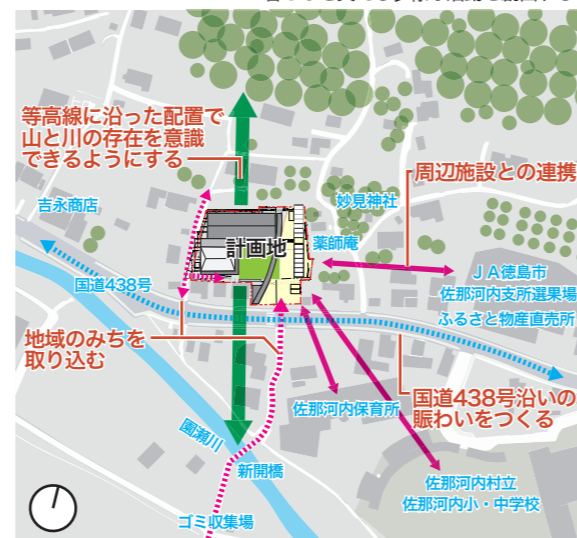 等高線に沿った配置で
山と川の存在を意識
できるようにする
周辺施設との連携
吉永商店
妙見神社
薬師庵
計画地
JA徳島市
佐那河内支所選果場
ふるさと物産直売所
国道438号
地域のみちを
取り込む
国道438号沿いの
賑わいをつくる
佐那河内保育所
園瀬川
新開橋
佐那河内村立
佐那河内小・中学校
ゴミ収集場